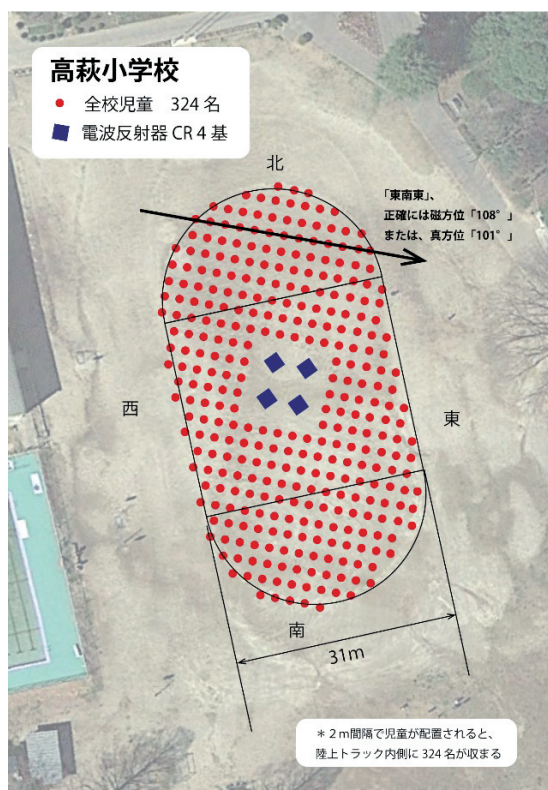 高萩小学校
全校児童 324 名
電波反射器 CR 4 基
北
「東南東」、
正確には磁方位「108°」
または、真方位「101°」
西
東
南
31m
＊２ｍ間隔で児童が配置されると、
陸上トラック内側に 324 名が収まる